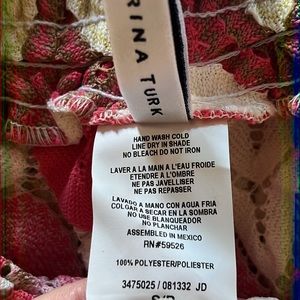 RINA TURK
HAND WASH COLD
LINE DRY IN SHADE
NO BLEACH DO NOT IRON
LAVER A LA MAIN A L'EAU FROIDE
ETENDRE A L'OMBRE
NE PAS JAVELLISER
NE PAS REPASSER
LAVADO A MANO CON AGUA FRIA
COLGAR A SECAR EN LA SOMBRA
NO USE BLANQUEADOR
NO PLANCHAR
ASSEMBLED IN MEXICO
RN#59526
100% POLYESTER/POLIESTER
3475025 / 081332 JD